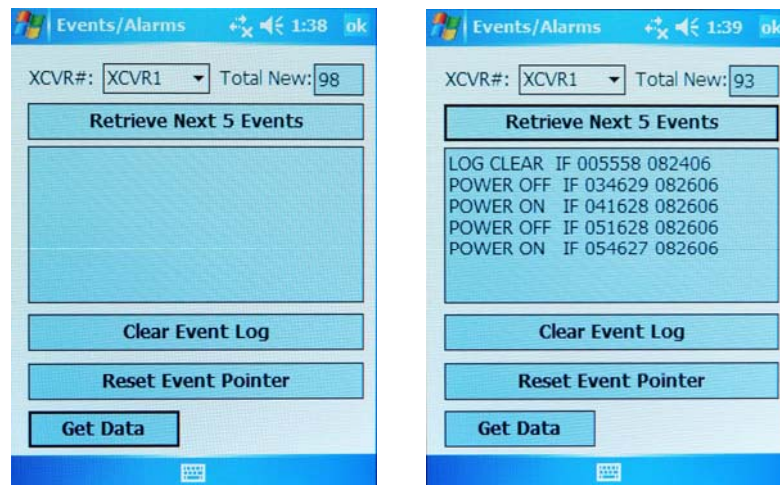 Events/Alarms 1:38 ok
XCVR#: XCVR1 Total New: 98
Retrieve Next 5 Events
Clear Event Log
Reset Event Pointer
Get Data
Events/Alarms 1:39 ok
XCVR#: XCVR1 Total New: 93
Retrieve Next 5 Events
LOG CLEAR IF 005558 082406
POWER OFF IF 034629 082606
POWER ON IF 041628 082606
POWER OFF IF 051628 082606
POWER ON IF 054627 082606
Clear Event Log
Reset Event Pointer
Get Data